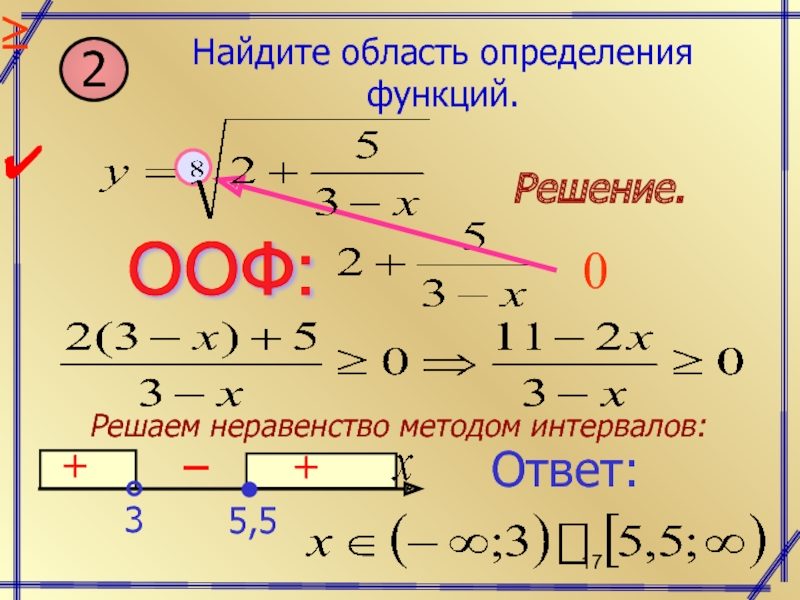 ≥
2
Найдите область определения
функций.
✔
y = ⁸√(2 + 5/(3 − x))
Решение.
ООФ:
2 + 5/(3 − x) 0
(2(3 − x) + 5)/(3 − x) ≥ 0 ⇒ (11 − 2x)/(3 − x) ≥ 0
Решаем неравенство методом интервалов:
+ – + x
3 5,5
Ответ:
x ∈ (− ∞;3) [5,5; ∞)
7